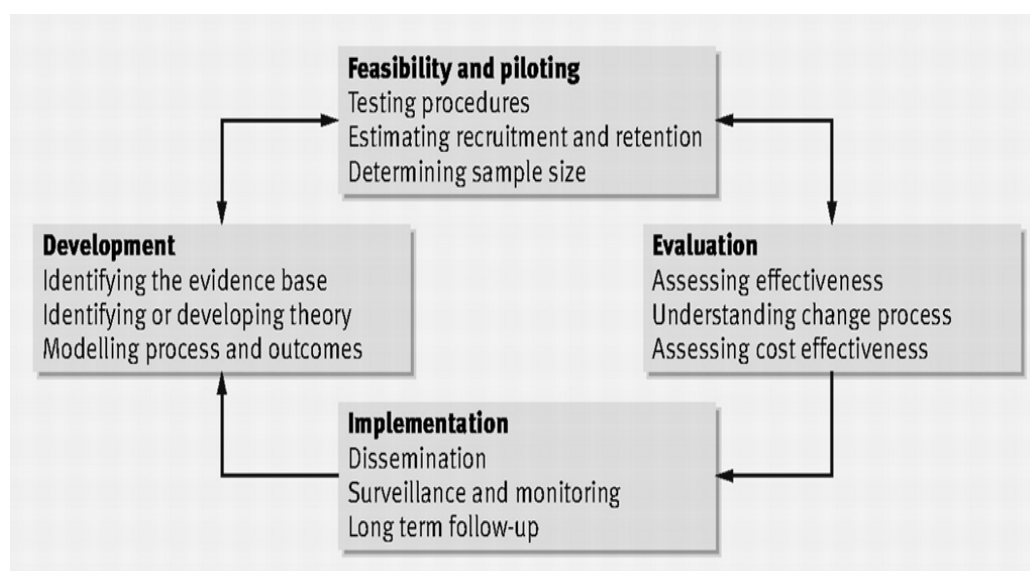 Feasibility and piloting
Testing procedures
Estimating recruitment and retention
Determining sample size
Development
Identifying the evidence base
Identifying or developing theory
Modelling process and outcomes
Evaluation
Assessing effectiveness
Understanding change process
Assessing cost effectiveness
Implementation
Dissemination
Surveillance and monitoring
Long term follow-up